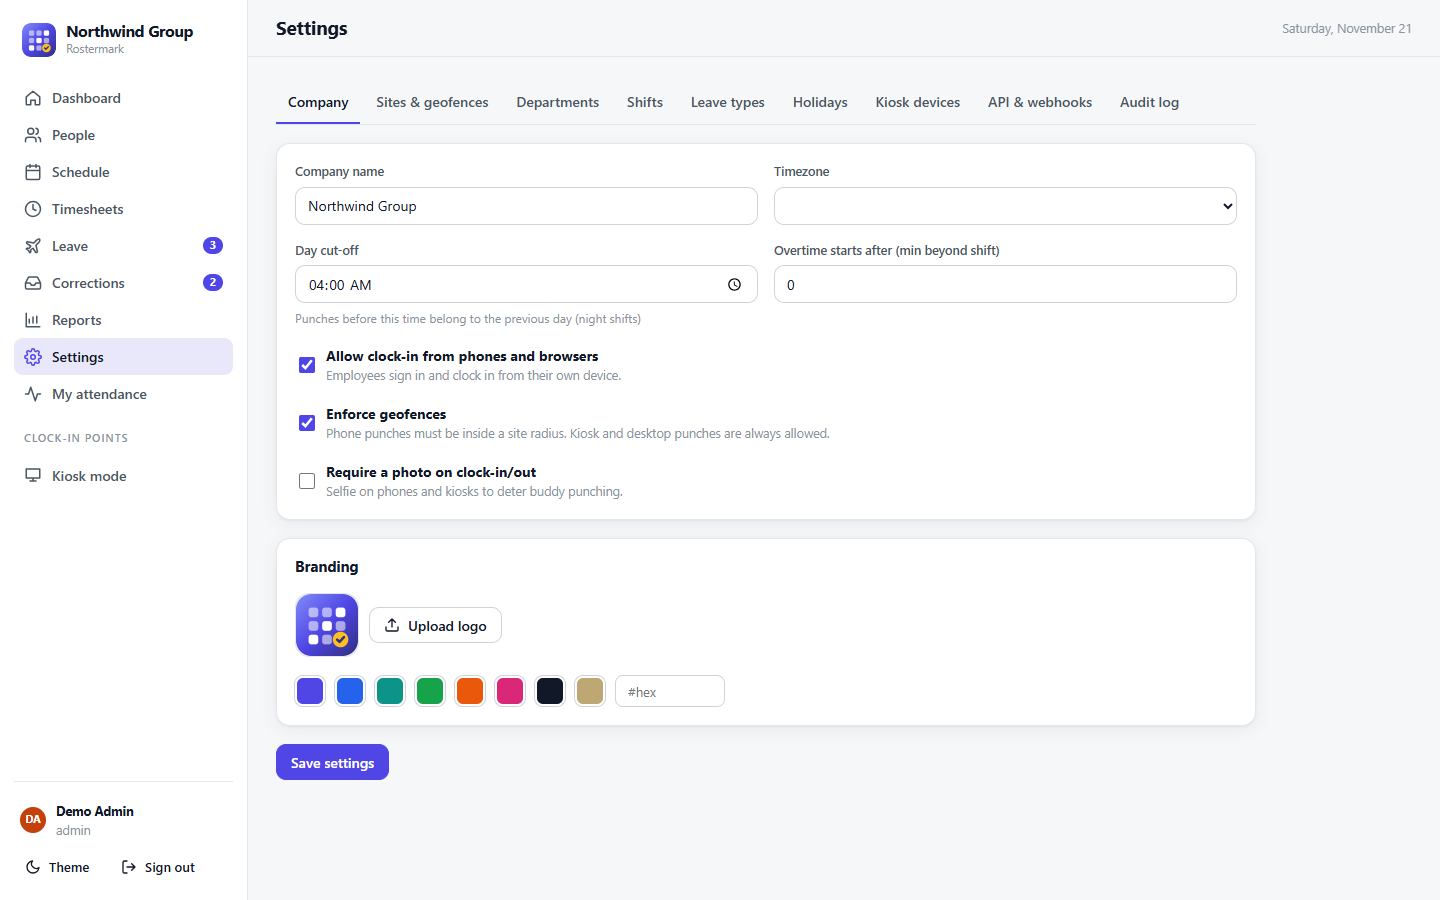 Northwind Group
Rostermark
Dashboard
People
Schedule
Timesheets
Leave 3
Corrections 2
Reports
Settings
My attendance
CLOCK-IN POINTS
Kiosk mode
DA
Demo Admin
admin
Theme Sign out
Settings
Saturday, November 21
Company Sites & geofences Departments Shifts Leave types Holidays Kiosk devices API & webhooks Audit log
Company name
Northwind Group
Timezone
Day cut-off
04:00 AM
Punches before this time belong to the previous day (night shifts)
Overtime starts after (min beyond shift)
0
Allow clock-in from phones and browsers
Employees sign in and clock in from their own device.
Enforce geofences
Phone punches must be inside a site radius. Kiosk and desktop punches are always allowed.
Require a photo on clock-in/out
Selfie on phones and kiosks to deter buddy punching.
Branding
Upload logo
#hex
Save settings